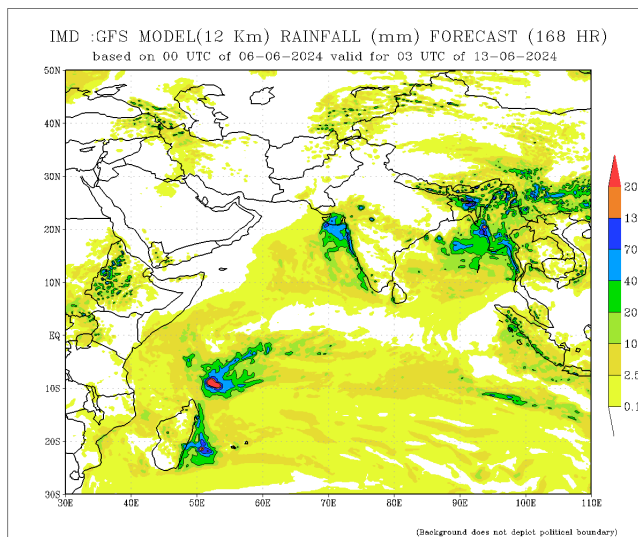 IMD :GFS MODEL(12 Km) RAINFALL (mm) FORECAST (168 HR)
based on 00 UTC of 06-06-2024 valid for 03 UTC of 13-06-2024
50N
40N
30N
20N
10N
EQ
10S
20S
30S
30E 40E 50E 60E 70E 80E 90E 100E 110E
20
13
70
40
20
10
2.5
0.1
(Background does not depict political boundary)